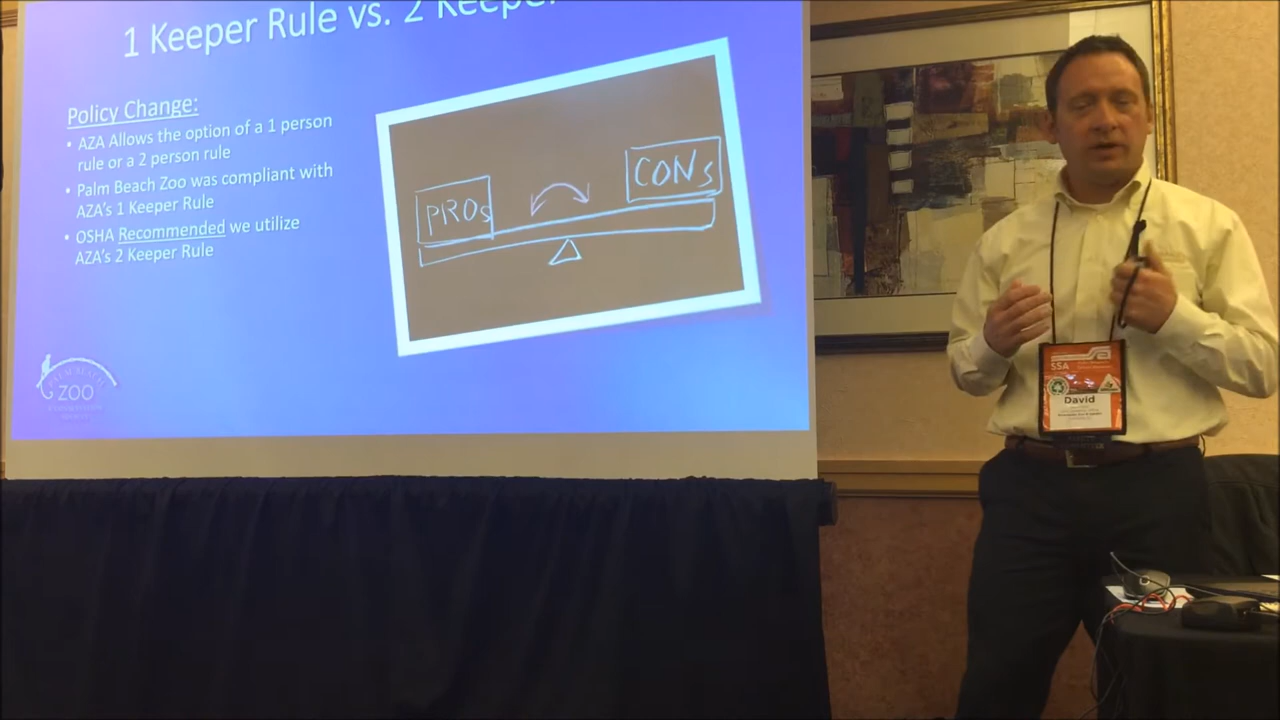 1 Keeper Rule vs. 2 Keeper
Policy Change:
• AZA Allows the option of a 1 person
rule or a 2 person rule
• Palm Beach Zoo was compliant with
AZA's 1 Keeper Rule
• OSHA Recommended we utilize
AZA's 2 Keeper Rule
PROs
CONs
PALM BEACH
ZOO
SSA
David